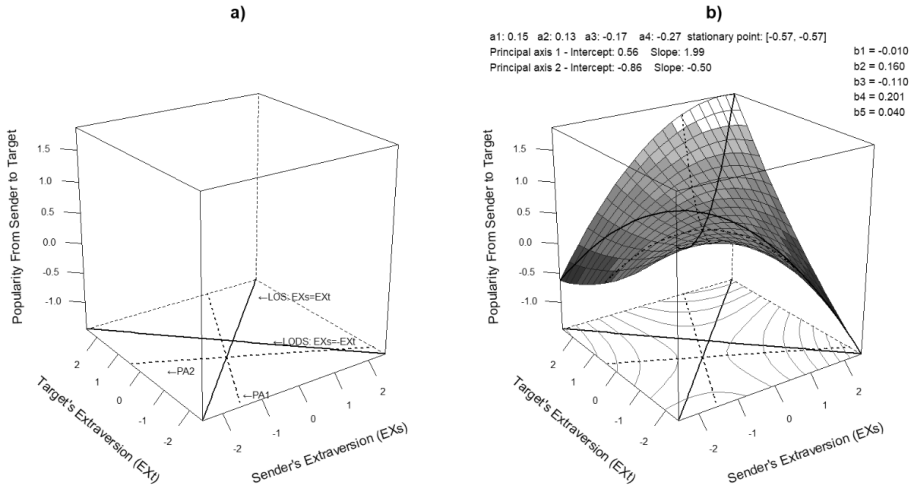 a)
Popularity From Sender to Target
1.5
1.0
0.5
0.0
-0.5
-1.0
←LOS: EXs=EXt
←LODS: EXs=-EXt
←PA2
←PA1
2
1
0
-1
-2
Target's Extraversion (EXt)
-2
-1
0
1
2
Sender's Extraversion (EXs)
b)
a1: 0.15 a2: 0.13 a3: -0.17 a4: -0.27 stationary point: [-0.57, -0.57]
Principal axis 1 - Intercept: 0.56 Slope: 1.99
Principal axis 2 - Intercept: -0.86 Slope: -0.50
b1 = -0.010
b2 = 0.160
b3 = -0.110
b4 = 0.201
b5 = 0.040
Popularity From Sender to Target
1.5
1.0
0.5
0.0
-0.5
-1.0
2
1
0
-1
-2
Target's Extraversion (EXt)
-2
-1
0
1
2
Sender's Extraversion (EXs)